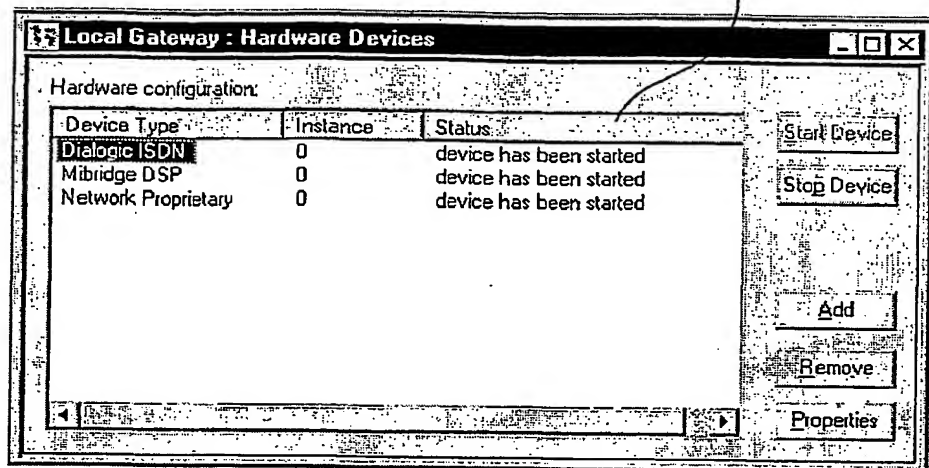 Local Gateway : Hardware Devices
Hardware configuration:
Device Type Instance Status
Dialogic ISDN 0 device has been started
Mibridge DSP 0 device has been started
Network Proprietary 0 device has been started
Start Device
Stop Device
Add
Remove
Properties